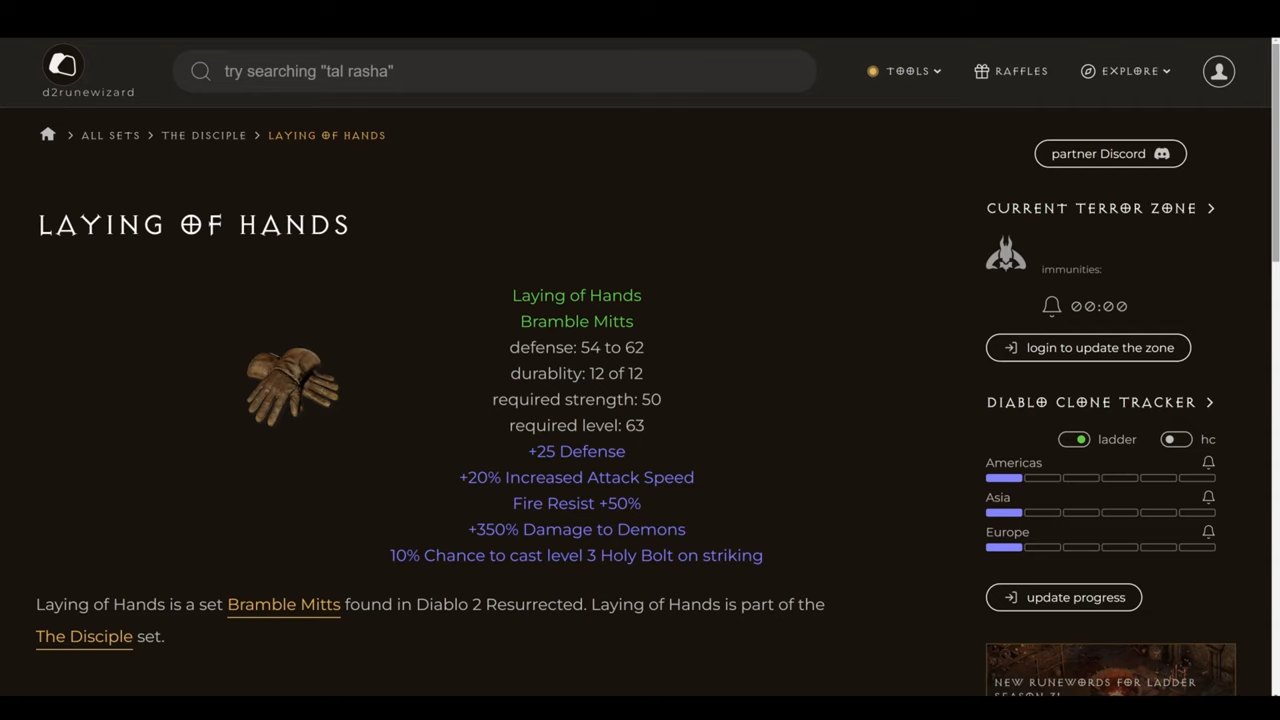 d2runewizard
try searching "tal rasha"
TOOLS
RAFFLES
EXPLORE
ALL SETS > THE DISCIPLE > LAYING OF HANDS
LAYING OF HANDS
Laying of Hands
Bramble Mitts
defense: 54 to 62
durablity: 12 of 12
required strength: 50
required level: 63
+25 Defense
+20% Increased Attack Speed
Fire Resist +50%
+350% Damage to Demons
10% Chance to cast level 3 Holy Bolt on striking
Laying of Hands is a set Bramble Mitts found in Diablo 2 Resurrected. Laying of Hands is part of the
The Disciple set.
partner Discord
CURRENT TERROR ZONE >
immunities:
00:00
login to update the zone
DIABLO CLONE TRACKER >
ladder hc
Americas
Asia
Europe
update progress
NEW RUNEWORDS FOR LADDER